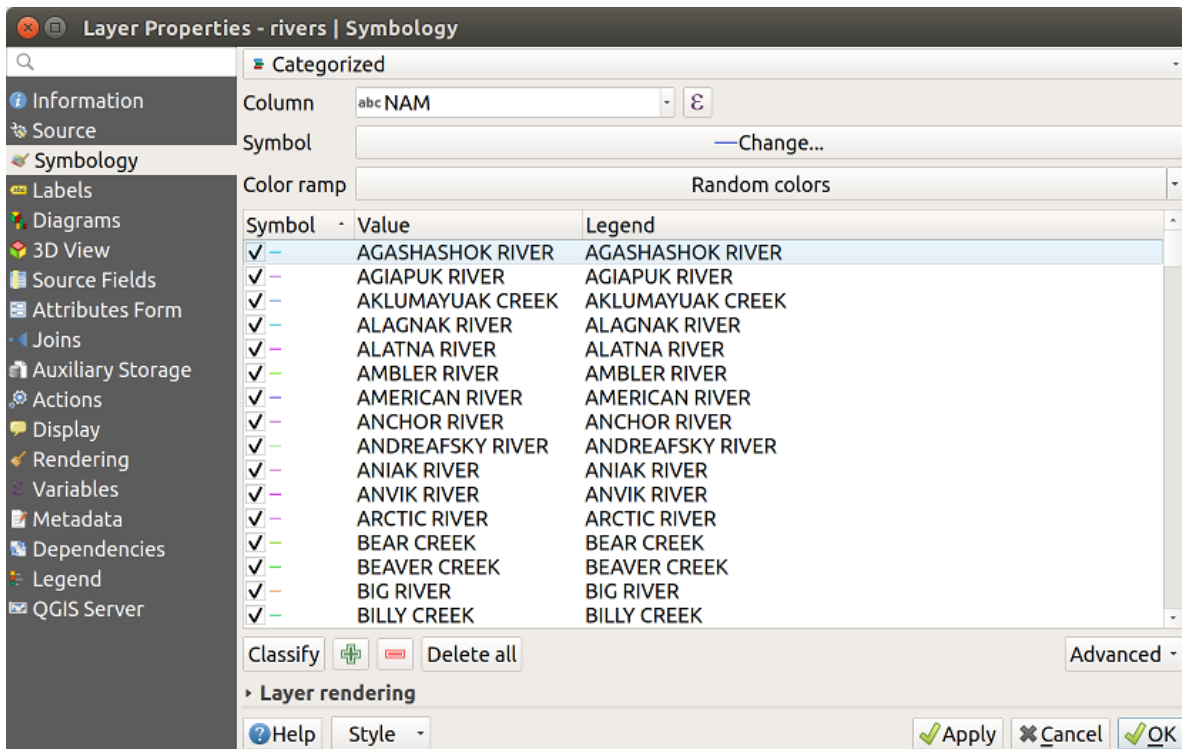 Layer Properties - rivers | Symbology
Categorized
Information
Source
Symbology
Labels
Diagrams
3D View
Source Fields
Attributes Form
Joins
Auxiliary Storage
Actions
Display
Rendering
Variables
Metadata
Dependencies
Legend
QGIS Server
Column abc NAM ε
Symbol Change...
Color ramp Random colors
Symbol Value Legend
AGASHASHOK RIVER AGASHASHOK RIVER
AGIAPUK RIVER AGIAPUK RIVER
AKLUMAYUAK CREEK AKLUMAYUAK CREEK
ALAGNAK RIVER ALAGNAK RIVER
ALATNA RIVER ALATNA RIVER
AMBLER RIVER AMBLER RIVER
AMERICAN RIVER AMERICAN RIVER
ANCHOR RIVER ANCHOR RIVER
ANDREAFSKY RIVER ANDREAFSKY RIVER
ANIAK RIVER ANIAK RIVER
ANVIK RIVER ANVIK RIVER
ARCTIC RIVER ARCTIC RIVER
BEAR CREEK BEAR CREEK
BEAVER CREEK BEAVER CREEK
BIG RIVER BIG RIVER
BILLY CREEK BILLY CREEK
Classify Delete all Advanced
Layer rendering
Help Style Apply Cancel OK